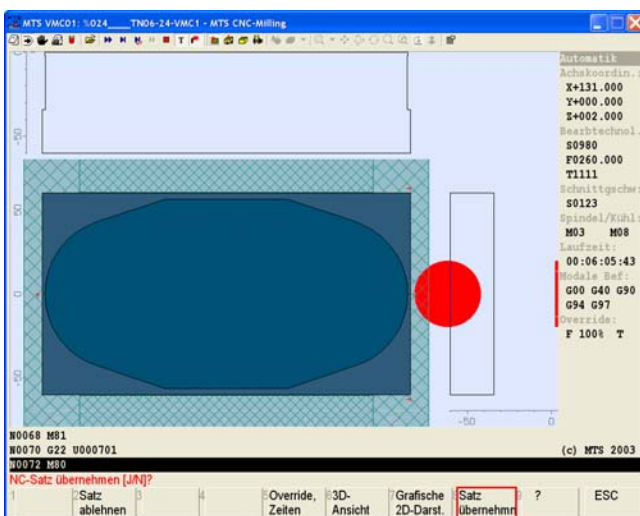 MTS VMC01: %024____TN06-24-VMC1 - MTS CNC-Milling
Automatik
Achskoordin.:
X+131.000
Y+000.000
Z+002.000
Bearbtechnol.
S0980
F0260.000
T1111
Schnittgschw:
S0123
Spindel/Kühl:
M03 M08
Laufzeit:
00:06:05:43
Modale Bef:
G00 G40 G90
G94 G97
Override:
F 100% T
50
50
0
50
-50
0
N0068 M81
N0070 G22 U000701
(c) MTS 2003
N0072 M80
NC-Satz übernehmen [J/N]?
1
2 Satz ablehnen
3
4
5 Override, Zeiten
6 3D-Ansicht
7 Grafische 2D-Darst.
Satz übernehmn
9 ?
ESC